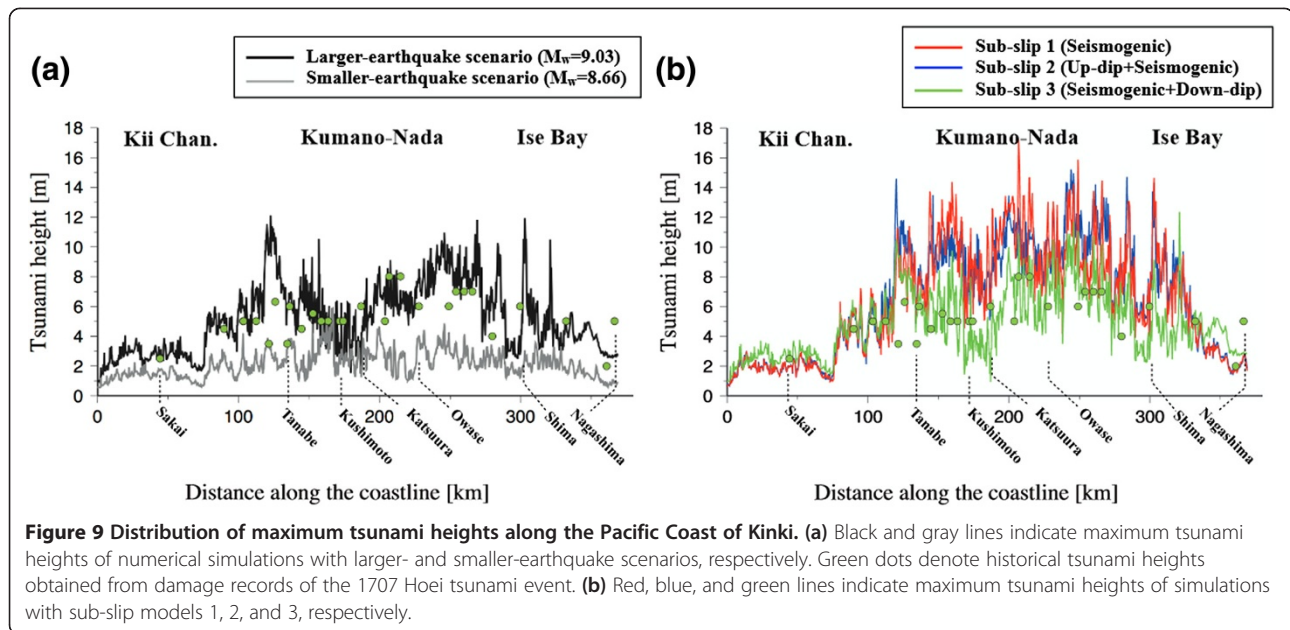 (a)
Larger-earthquake scenario (Mw=9.03)
Smaller-earthquake scenario (Mw=8.66)
Kii Chan. Kumano-Nada Ise Bay
Tsunami height [m]
18
16
14
12
10
8
6
4
2
0
0 100 200 300
Sakai Tanabe Kushimoto Katsuura Owase Shima Nagashima
Distance along the coastline [km]
(b)
Sub-slip 1 (Seismogenic)
Sub-slip 2 (Up-dip+Seismogenic)
Sub-slip 3 (Seismogenic+Down-dip)
Kii Chan. Kumano-Nada Ise Bay
Tsunami height [m]
18
16
14
12
10
8
6
4
2
0
0 100 200 300
Sakai Tanabe Kushimoto Katsuura Owase Shima Nagashima
Distance along the coastline [km]
Figure 9 Distribution of maximum tsunami heights along the Pacific Coast of Kinki. (a) Black and gray lines indicate maximum tsunami
heights of numerical simulations with larger- and smaller-earthquake scenarios, respectively. Green dots denote historical tsunami heights
obtained from damage records of the 1707 Hoei tsunami event. (b) Red, blue, and green lines indicate maximum tsunami heights of simulations
with sub-slip models 1, 2, and 3, respectively.